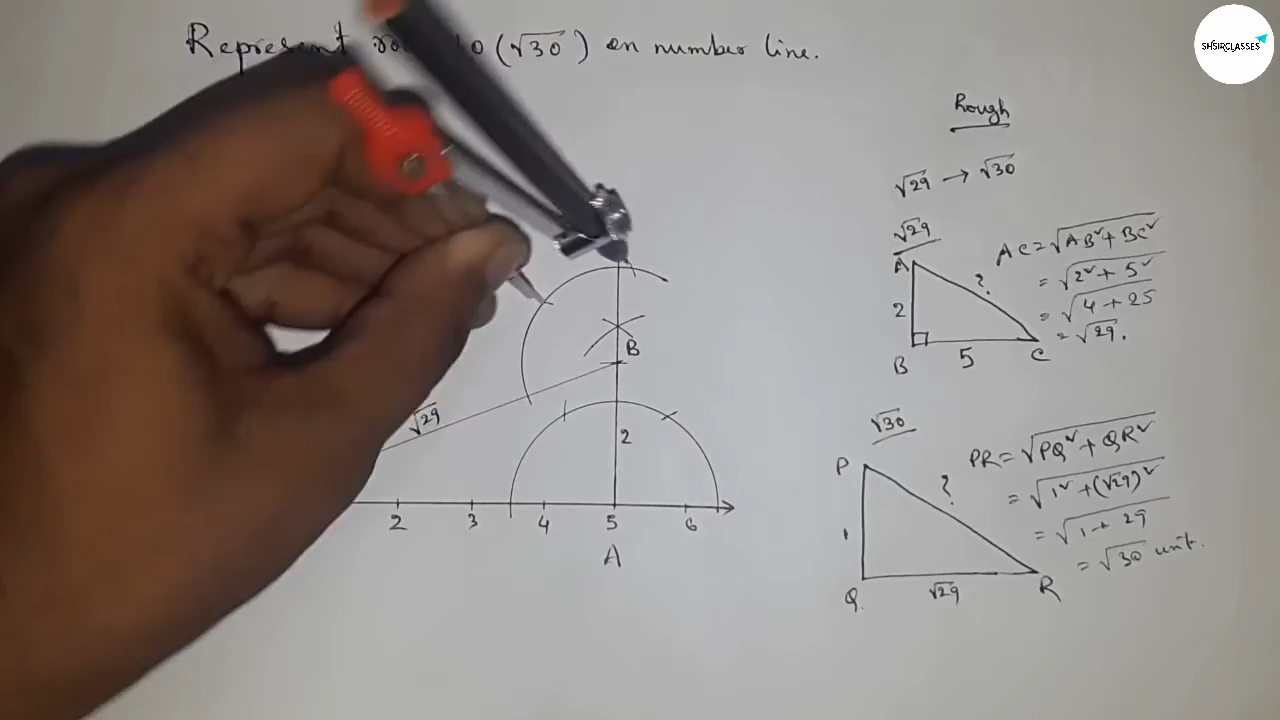 Represent (√30) on number line.
SHSIRCLASSES
Rough
√29 → √30
√29
A
2
B
5
C
?
AC = √AB² + BC²
= √2² + 5²
= √4 + 25
= √29.
√30
P
1
Q
√29
R
?
PR = √PQ² + QR²
= √1² + (√29)²
= √1 + 29
= √30 unit.
B
√29
2
2 3 4 5 6
A